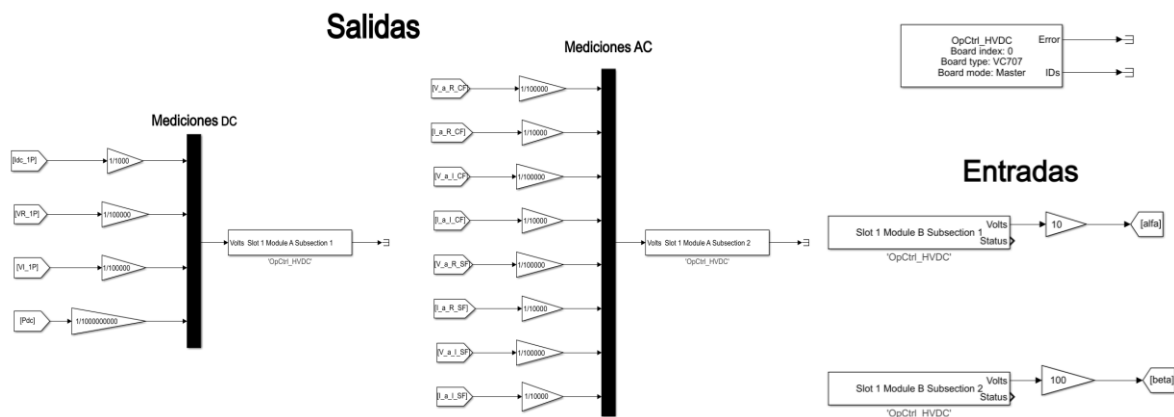 Salidas
Mediciones DC
[Idc_1P]
1/1000
[VR_1P]
1/100000
[VI_1P]
1/100000
[Pdc]
1/1000000000
Volts Slot 1 Module A Subsection 1
'OpCtrl_HVDC'
Mediciones AC
[V_a_R_CF]
1/100000
[I_a_R_CF]
1/10000
[V_a_I_CF]
1/100000
[I_a_I_CF]
1/10000
[V_a_R_SF]
1/100000
[I_a_R_SF]
1/10000
[V_a_I_SF]
1/100000
[I_a_I_SF]
1/10000
Volts Slot 1 Module A Subsection 2
'OpCtrl_HVDC'
OpCtrl_HVDC
Board index: 0
Board type: VC707
Board mode: Master
Error
IDs
Entradas
Slot 1 Module B Subsection 1
Volts
Status
'OpCtrl_HVDC'
10
[alfa]
Slot 1 Module B Subsection 2
Volts
Status
'OpCtrl_HVDC'
100
[beta]